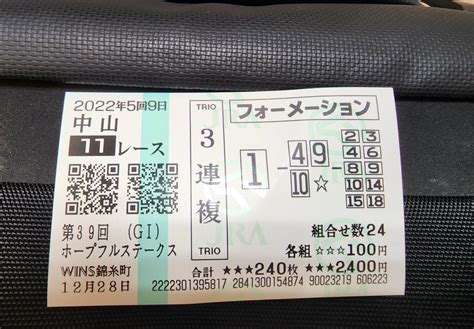 2022年5回9日
中山
11レース
第39回 (GI)
ホープフルステークス
WINS錦糸町
12月28日
TRIO
3連複
TRIO
フォーメーション
1 - 4 9 10 ☆ - 2 3 4 6 8 9 10 12 15 18
組合せ数24
各組 ☆☆☆100円
合計 ★★★240枚 ★★★2,400円
JRA
2222301395817 2841300154874 90023219 606223